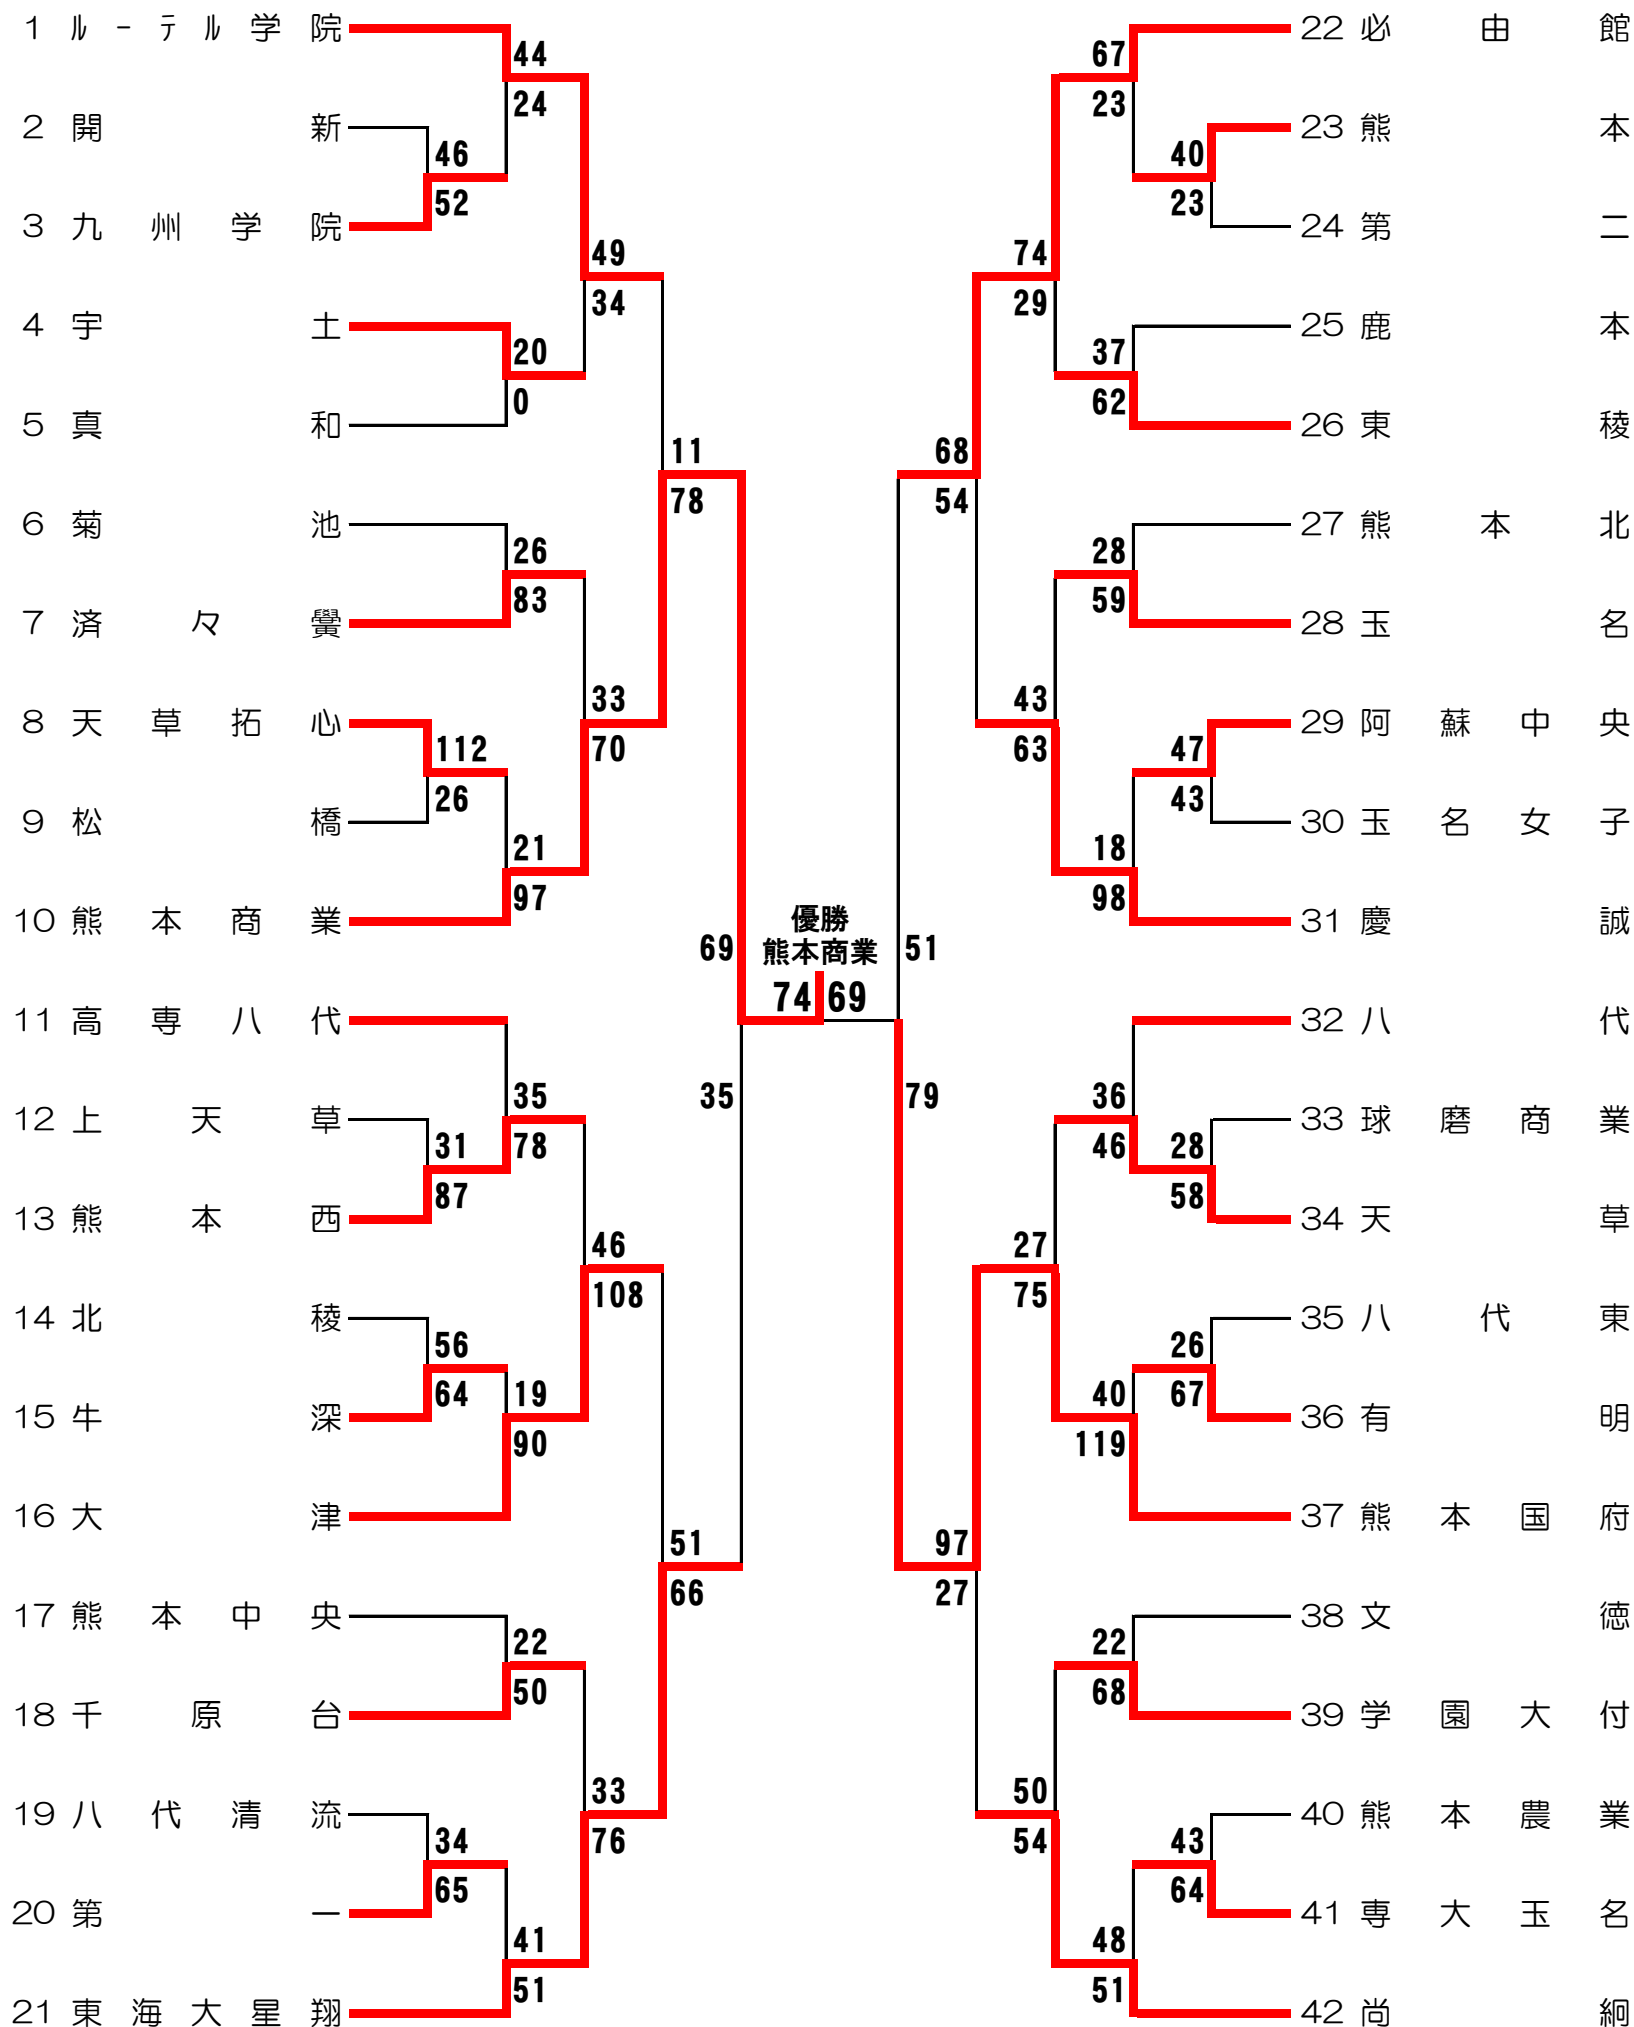 1 ﾙ ｰ ﾃ ﾙ 学 院
44
24
2 開 新
46
52
3 九 州 学 院
49
34
4 宇 土
20
0
5 真 和
11
78
6 菊 池
26
83
7 済 々 黌
33
70
8 天 草 拓 心
112
26
9 松 橋
21
97
10 熊 本 商 業
69
優勝
熊本商業
74 69
11 高 専 八 代
35
35
78
12 上 天 草
31
87
13 熊 本 西
46
108
14 北 稜
56
64
15 牛 深
19
90
16 大 津
51
66
17 熊 本 中 央
22
50
18 千 原 台
33
76
19 八 代 清 流
34
65
20 第 一
41
51
21 東 海 大 星 翔
22 必 由 館
67
23
23 熊 本
40
23
24 第 二
74
29
25 鹿 本
37
62
26 東 稜
68
54
27 熊 本 北
28
59
28 玉 名
43
63
29 阿 蘇 中 央
47
43
30 玉 名 女 子
18
98
31 慶 誠
51
79
32 八 代
36
46
33 球 磨 商 業
28
58
34 天 草
27
75
35 八 代 東
26
67
36 有 明
40
119
37 熊 本 国 府
97
27
38 文 徳
22
68
39 学 園 大 付
50
54
40 熊 本 農 業
43
64
41 専 大 玉 名
48
51
42 尚 絅